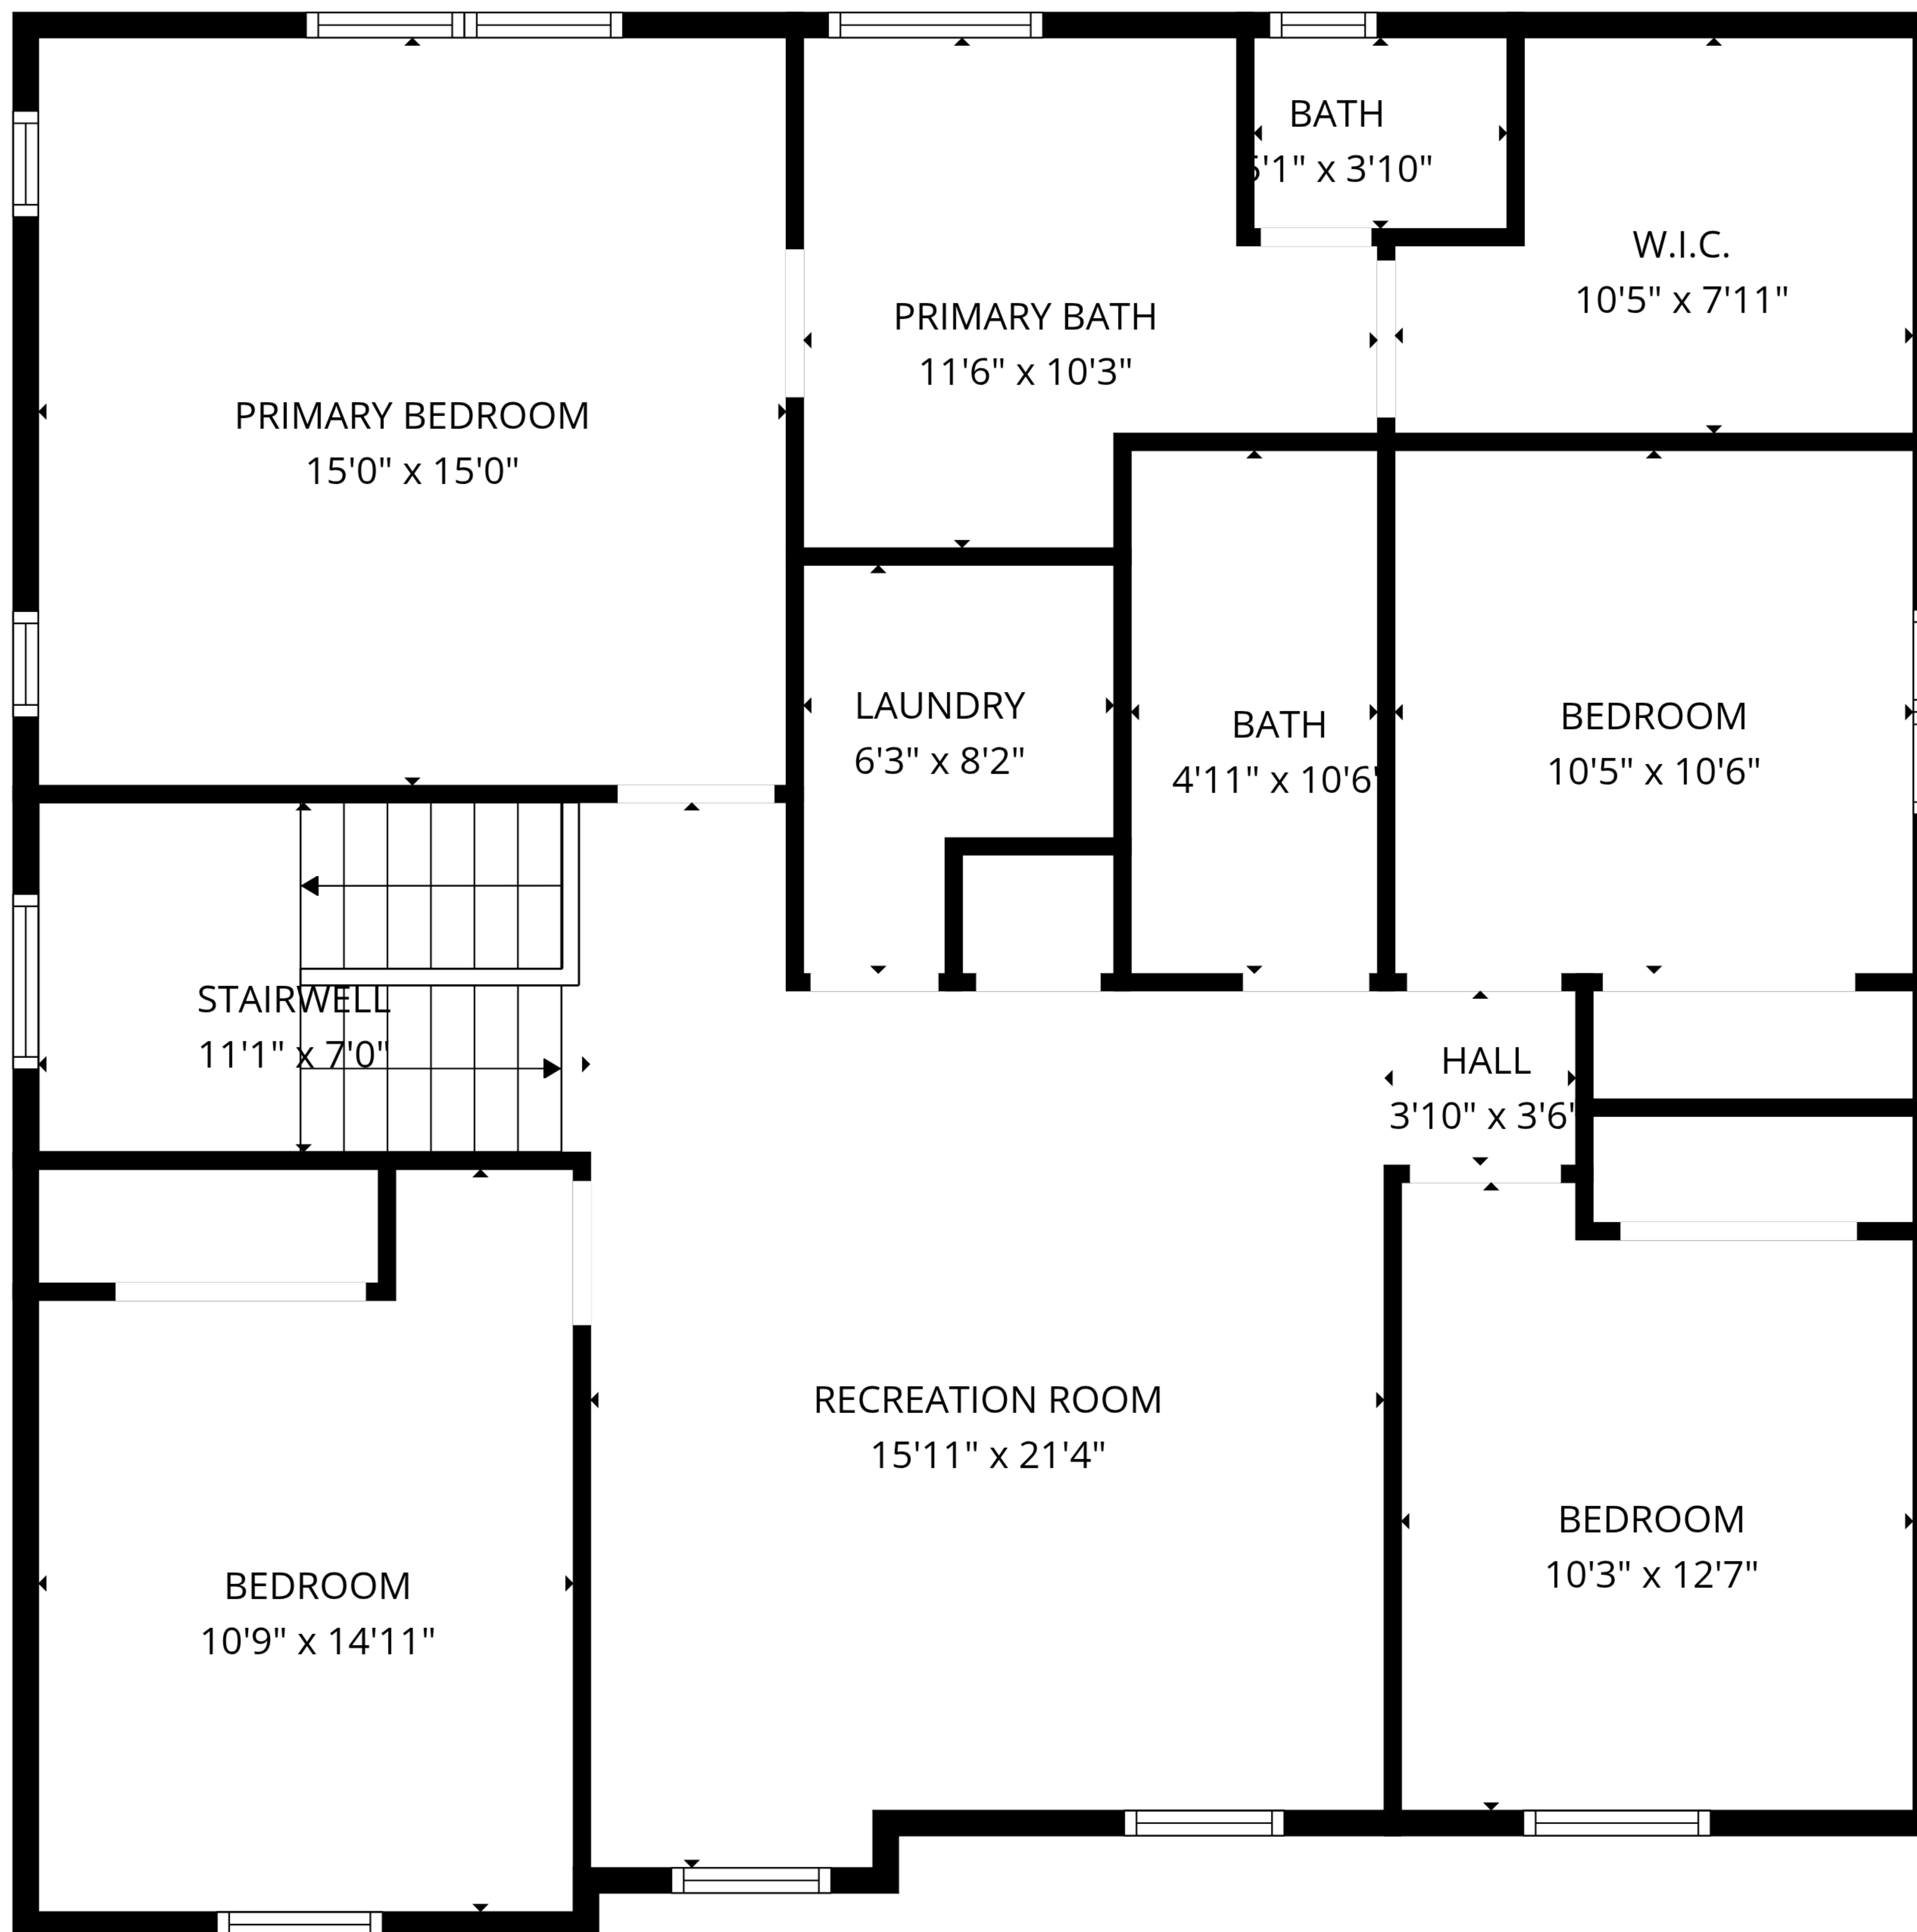 BATH
5'1" x 3'10"
W.I.C.
10'5" x 7'11"
PRIMARY BATH
11'6" x 10'3"
PRIMARY BEDROOM
15'0" x 15'0"
LAUNDRY
6'3" x 8'2"
BATH
4'11" x 10'6"
BEDROOM
10'5" x 10'6"
STAIRWELL
11'1" x 7'0"
HALL
3'10" x 3'6"
RECREATION ROOM
15'11" x 21'4"
BEDROOM
10'3" x 12'7"
BEDROOM
10'9" x 14'11"